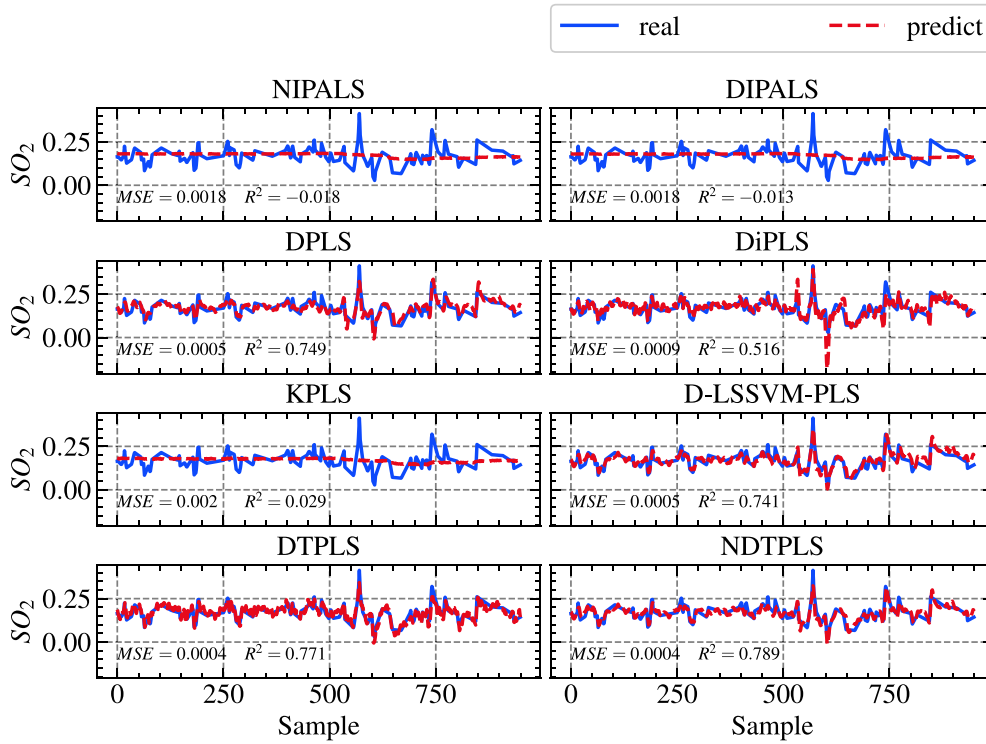 real predict
NIPALS DIPALS
SO2 0.25 0.00
MSE = 0.0018 R² = −0.018 MSE = 0.0018 R² = −0.013
DPLS DiPLS
SO2 0.25 0.00
MSE = 0.0005 R² = 0.749 MSE = 0.0009 R² = 0.516
KPLS D-LSSVM-PLS
SO2 0.25 0.00
MSE = 0.002 R² = 0.029 MSE = 0.0005 R² = 0.741
DTPLS NDTPLS
SO2 0.25 0.00
MSE = 0.0004 R² = 0.771 MSE = 0.0004 R² = 0.789
0 250 500 750 0 250 500 750
Sample Sample